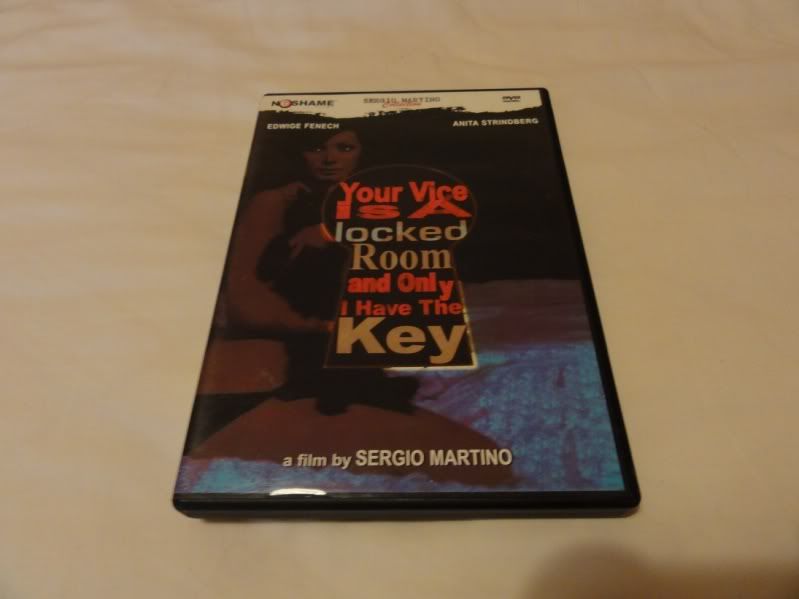 NOSHAME
SERGIO MARTINO
Collection
DVD
EDWIGE FENECH
ANITA STRINDBERG
Your Vice
Is A
locked
Room
and Only
I Have The
Key
a film by SERGIO MARTINO